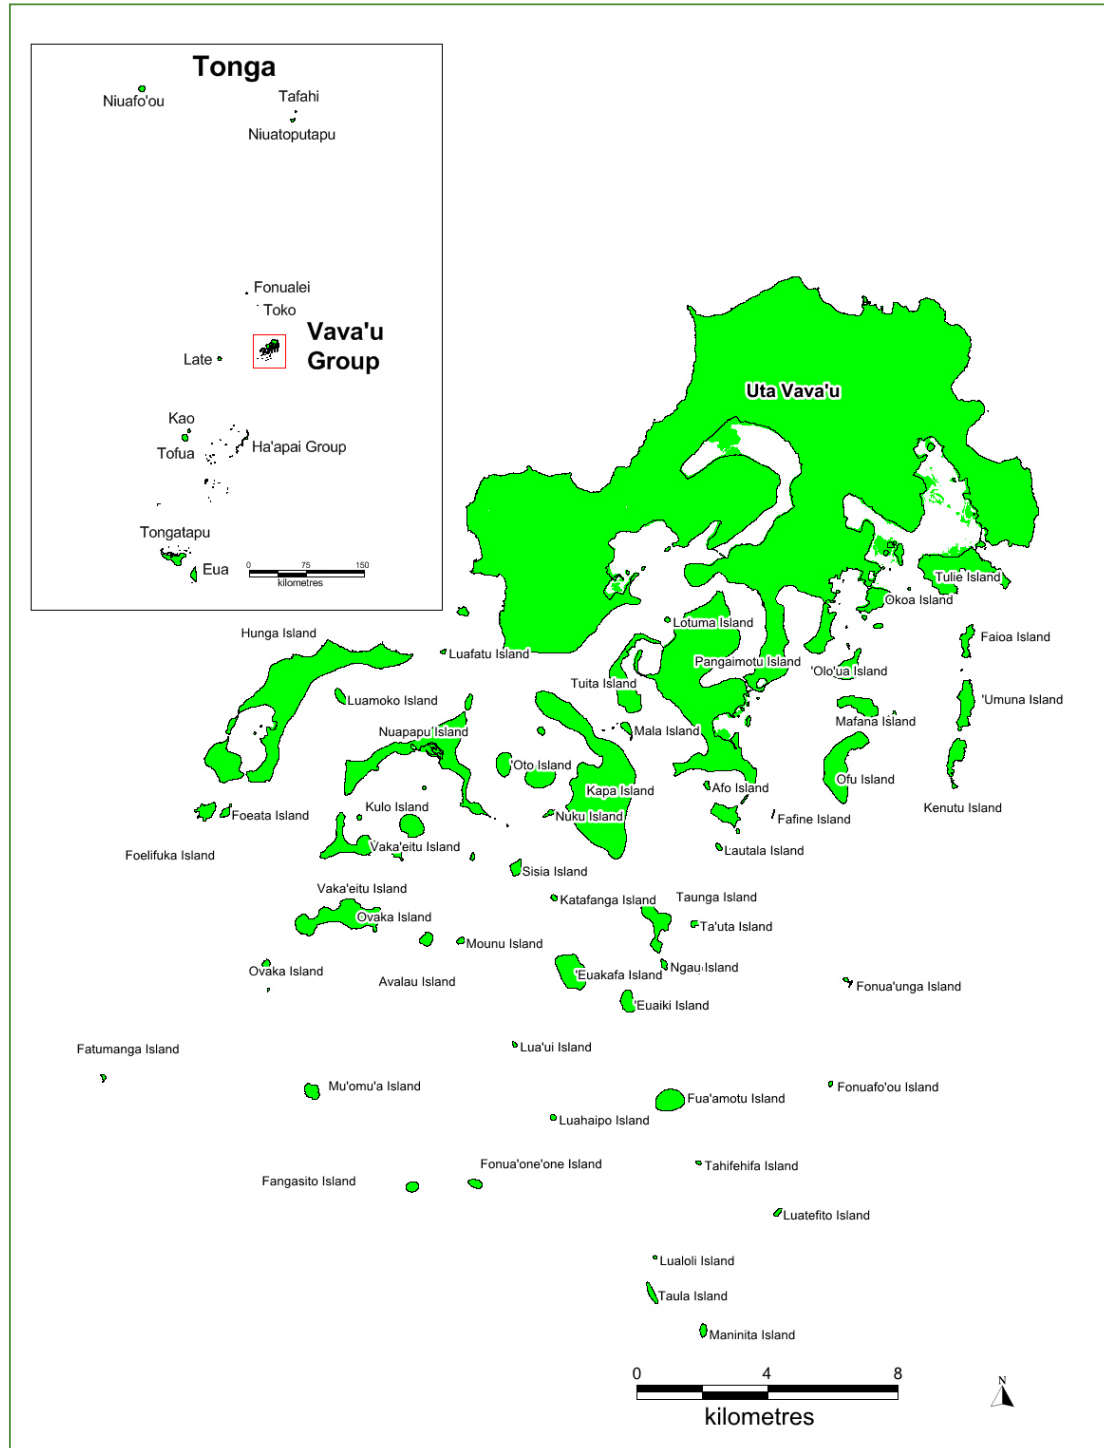 Tonga
Niuafo'ou
Tafahi
Niuatoputapu
Fonualei
Toko
Vava'u
Group
Late
Kao
Tofua
Ha'apai Group
Tongatapu
Eua
0 75 150
kilometres
Uta Vava'u
Tulie Island
Okoa Island
Lotuma Island
Hunga Island
Faioa Island
Luafatu Island
Pangaimotu Island
'Olo'ua Island
Tuita Island
Luamoko Island
'Umuna Island
Mafana Island
Nuapapu Island
Mala Island
'Oto Island
Ofu Island
Kapa Island
Afo Island
Kulo Island
Kenutu Island
Foeata Island
Nuku Island
Fafine Island
Vaka'eitu Island
Lautala Island
Foelifuka Island
Sisia Island
Vaka'eitu Island
Katafanga Island
Taunga Island
Ovaka Island
Ta'uta Island
Mounu Island
Ovaka Island
'Euakafa Island
Ngau Island
Avalau Island
Fonua'unga Island
'Euaiki Island
Lua'ui Island
Fatumanga Island
Mu'omu'a Island
Fonuafo'ou Island
Fua'amotu Island
Luahaipo Island
Fonua'one'one Island
Tahifehifa Island
Fangasito Island
Luatefito Island
Lualoli Island
Taula Island
Maninita Island
0 4 8
kilometres
N